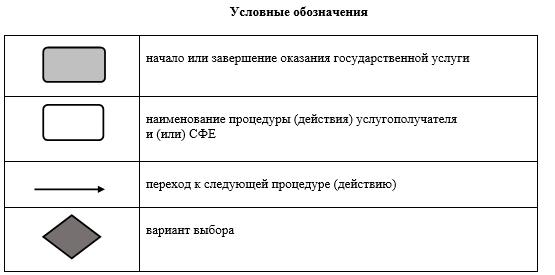 Условные обозначения
начало или завершение оказания государственной услуги
наименование процедуры (действия) услугополучателя
и (или) СФЕ
переход к следующей процедуре (действию)
вариант выбора